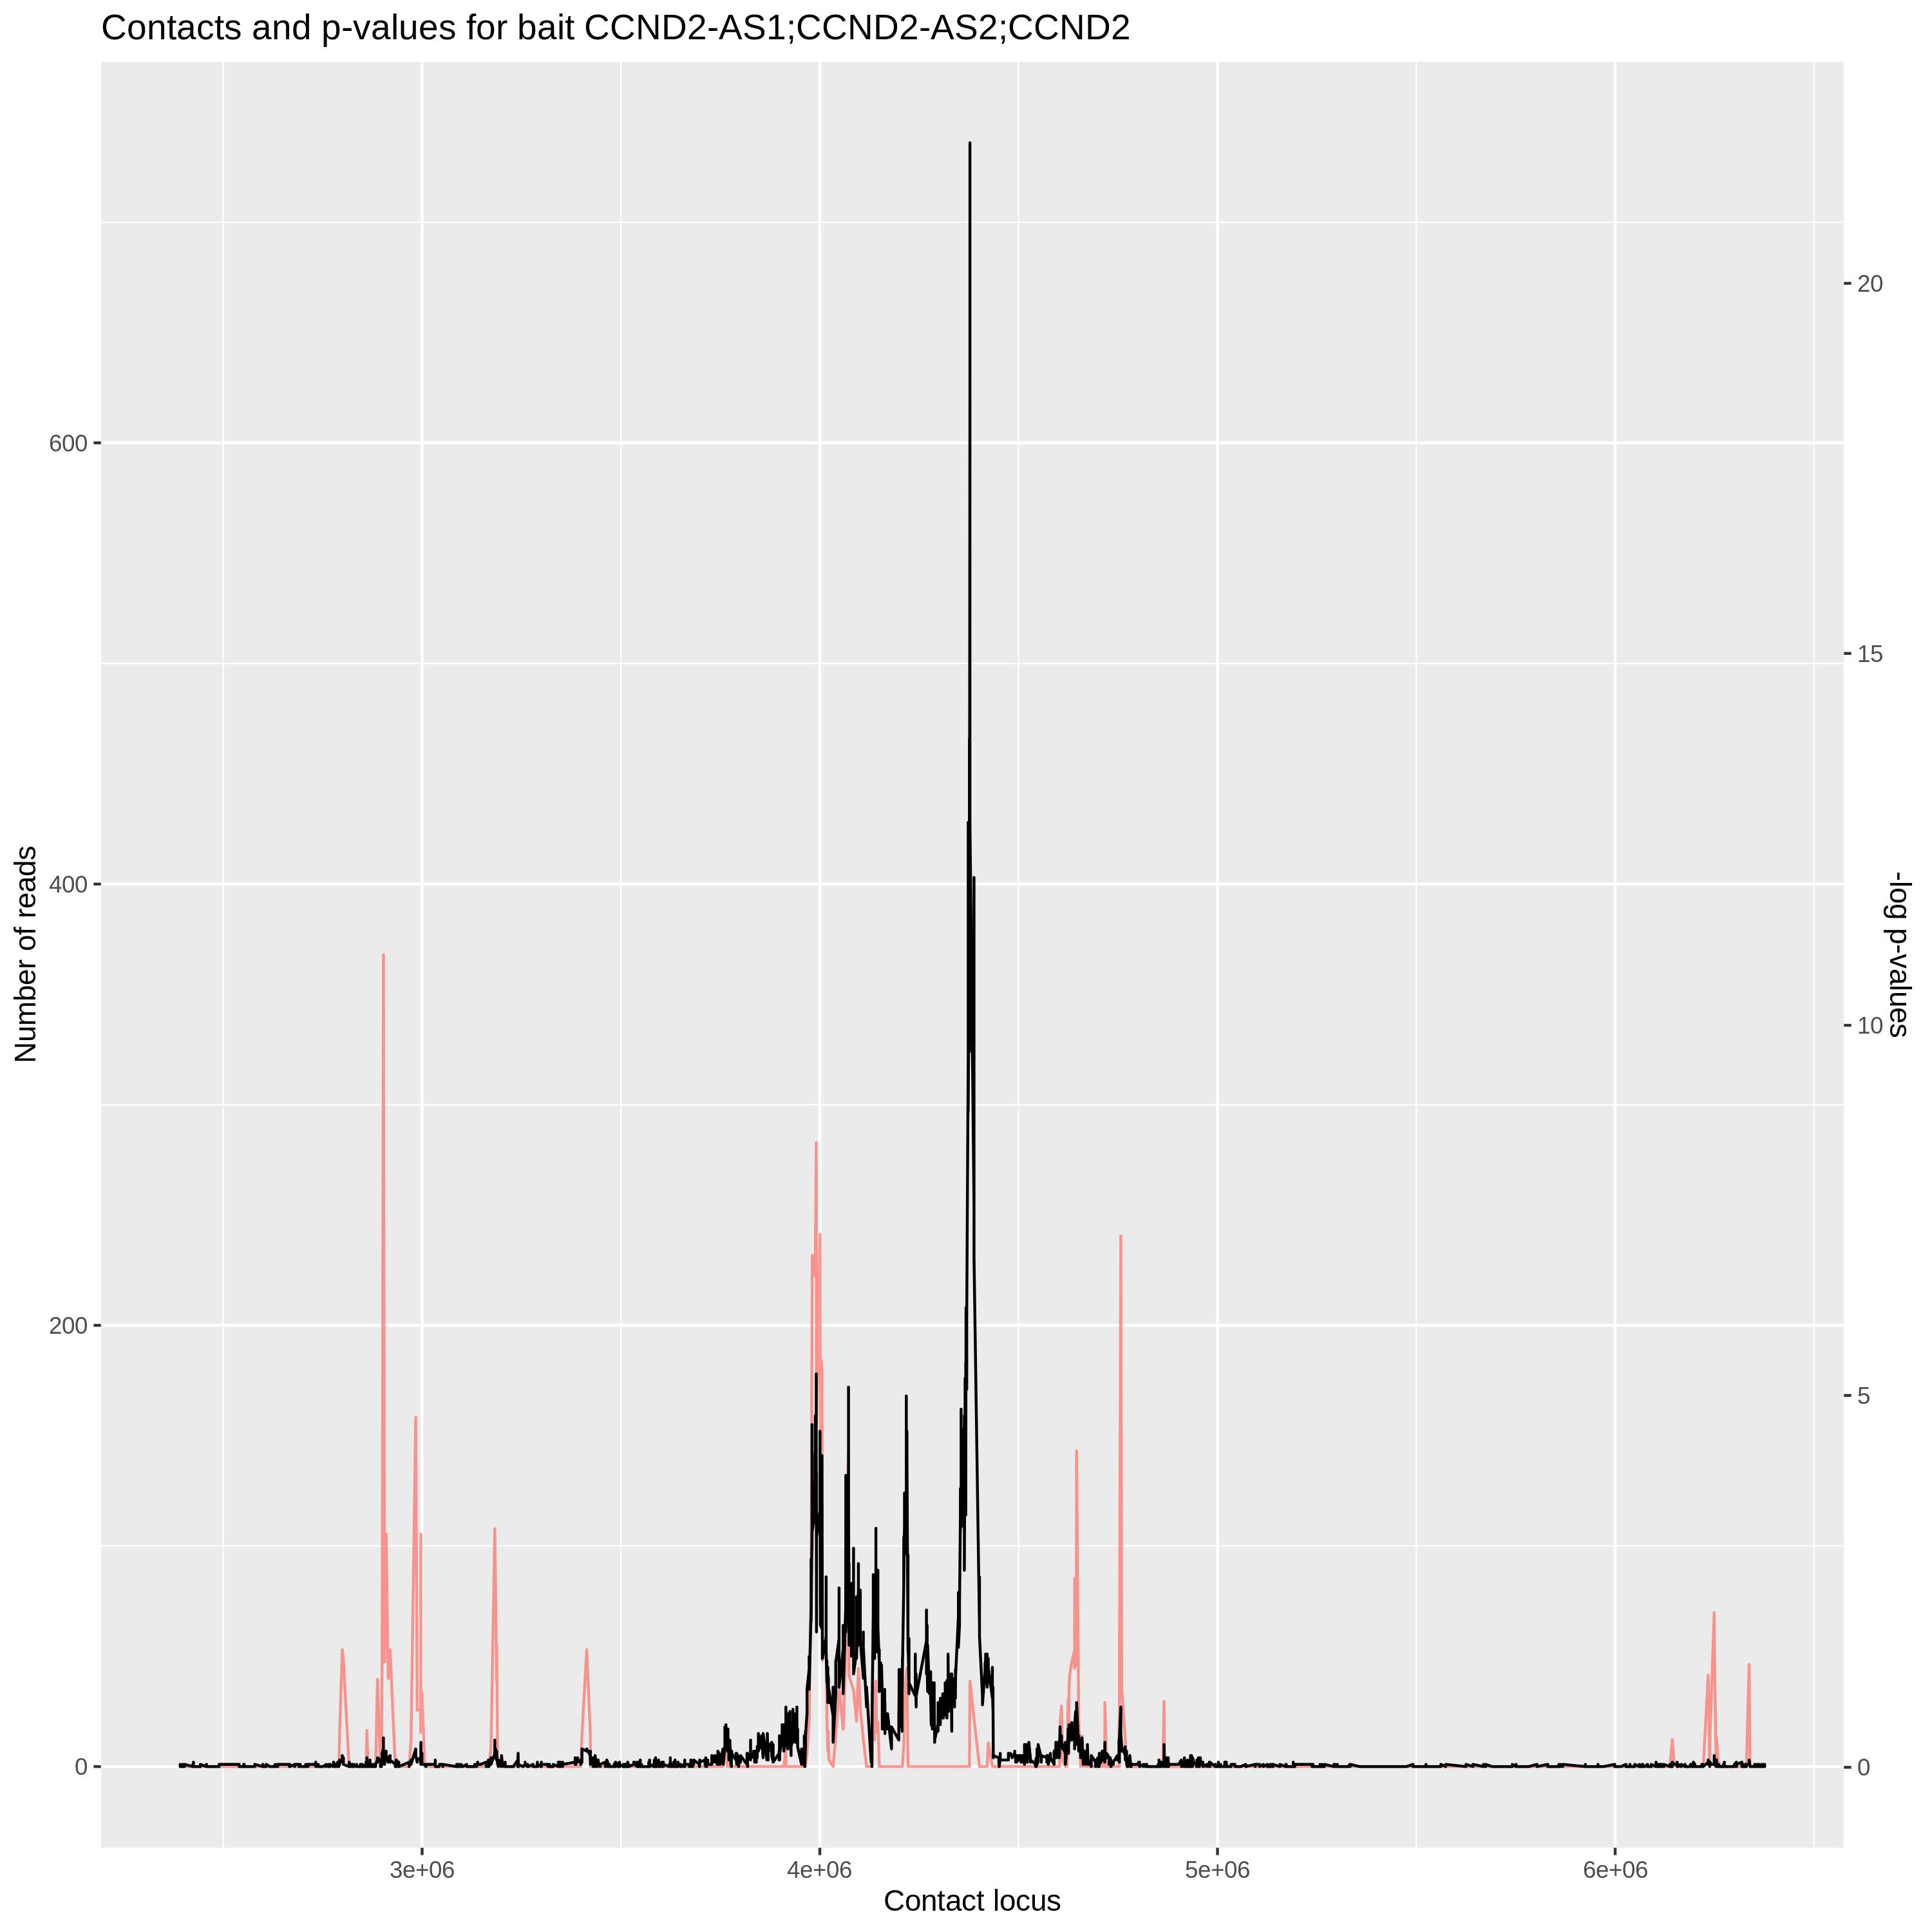 Contacts and p-values for bait CCND2-AS1;CCND2-AS2;CCND2
Number of reads
600
400
200
0
20
15
10
5
0
-log p-values
3e+06
4e+06
5e+06
6e+06
Contact locus